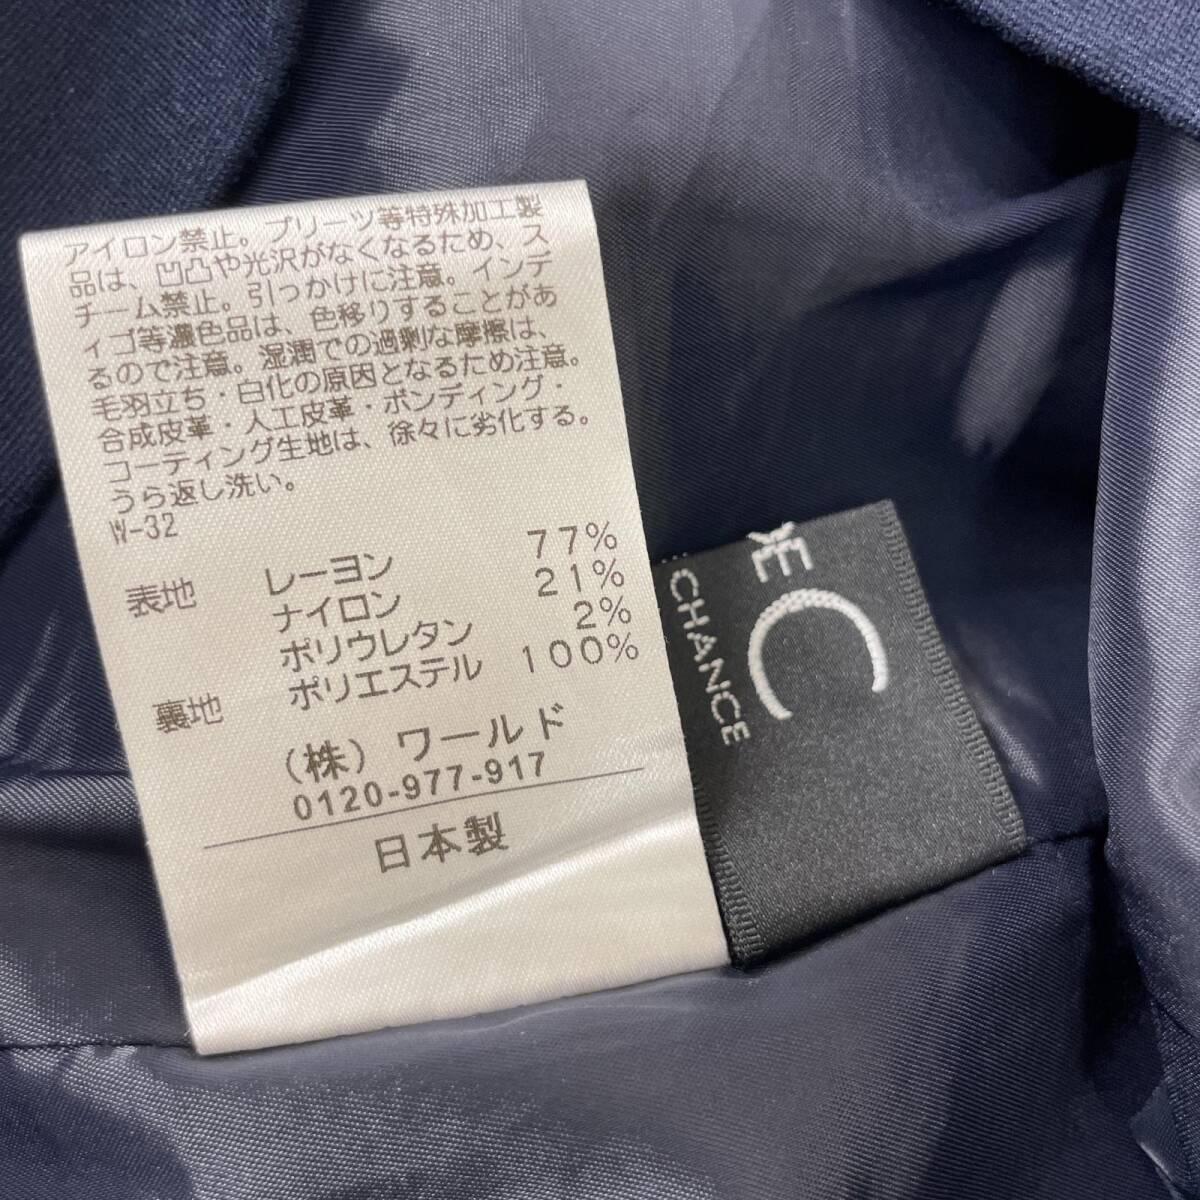 アイロン禁止。プリーツ等特殊加工製
品は、凹凸や光沢がなくなるため、ス
チーム禁止。引っかけに注意。インデ
ィゴ等濃色品は、色移りすることがあ
るので注意。湿潤での過剰な摩擦は、
毛羽立ち・白化の原因となるため注意。
合成皮革・人工皮革・ボンディング・
コーティング生地は、徐々に劣化する。
うら返し洗い。
W-32
表地 レーヨン 77%
ナイロン 21%
ポリウレタン 2%
裏地 ポリエステル 100%
(株) ワールド
0120-977-917
日本製
C
CHANCE